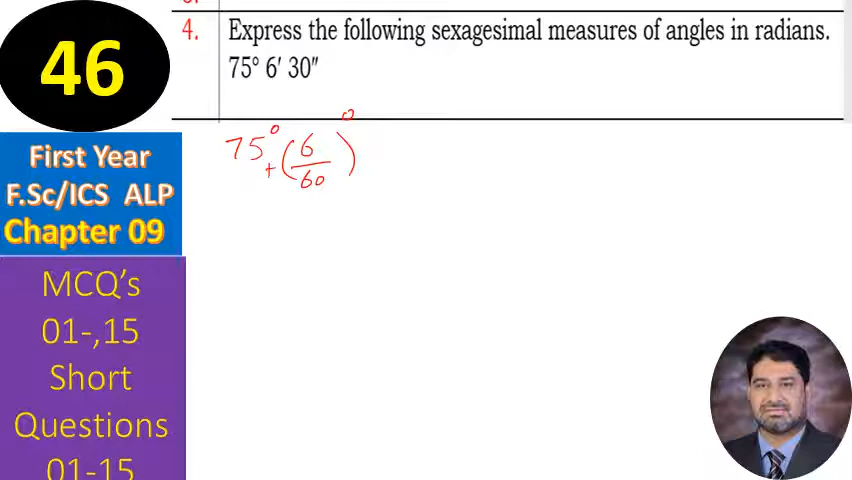 46
First Year
F.Sc/ICS ALP
Chapter 09
MCQ’s
01-,15
Short
Questions
01-15
4. Express the following sexagesimal measures of angles in radians.
75° 6′ 30″
75° + (6/60)°